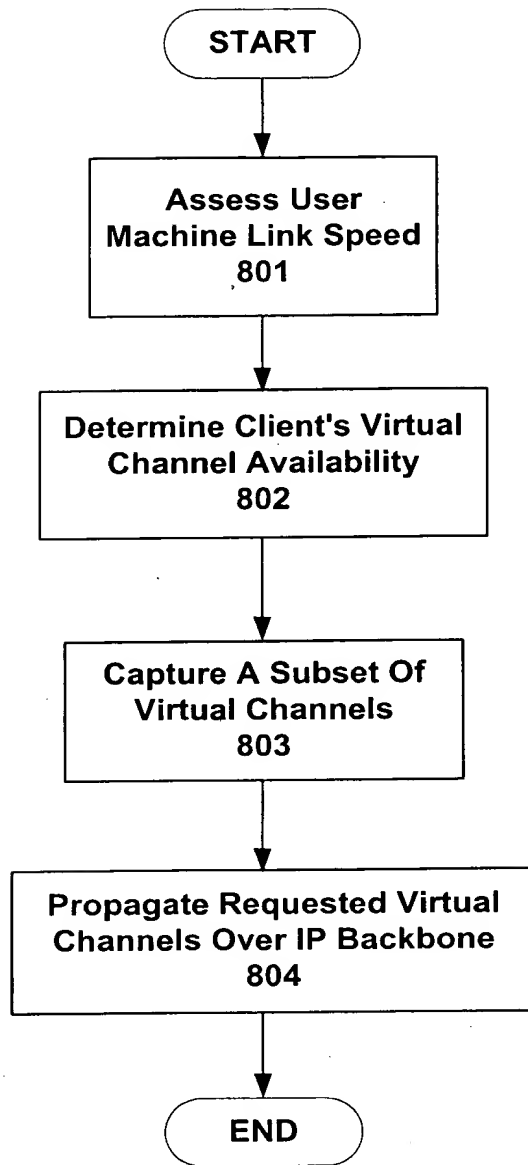 START
Assess User
Machine Link Speed
801
Determine Client's Virtual
Channel Availability
802
Capture A Subset Of
Virtual Channels
803
Propagate Requested Virtual
Channels Over IP Backbone
804
END